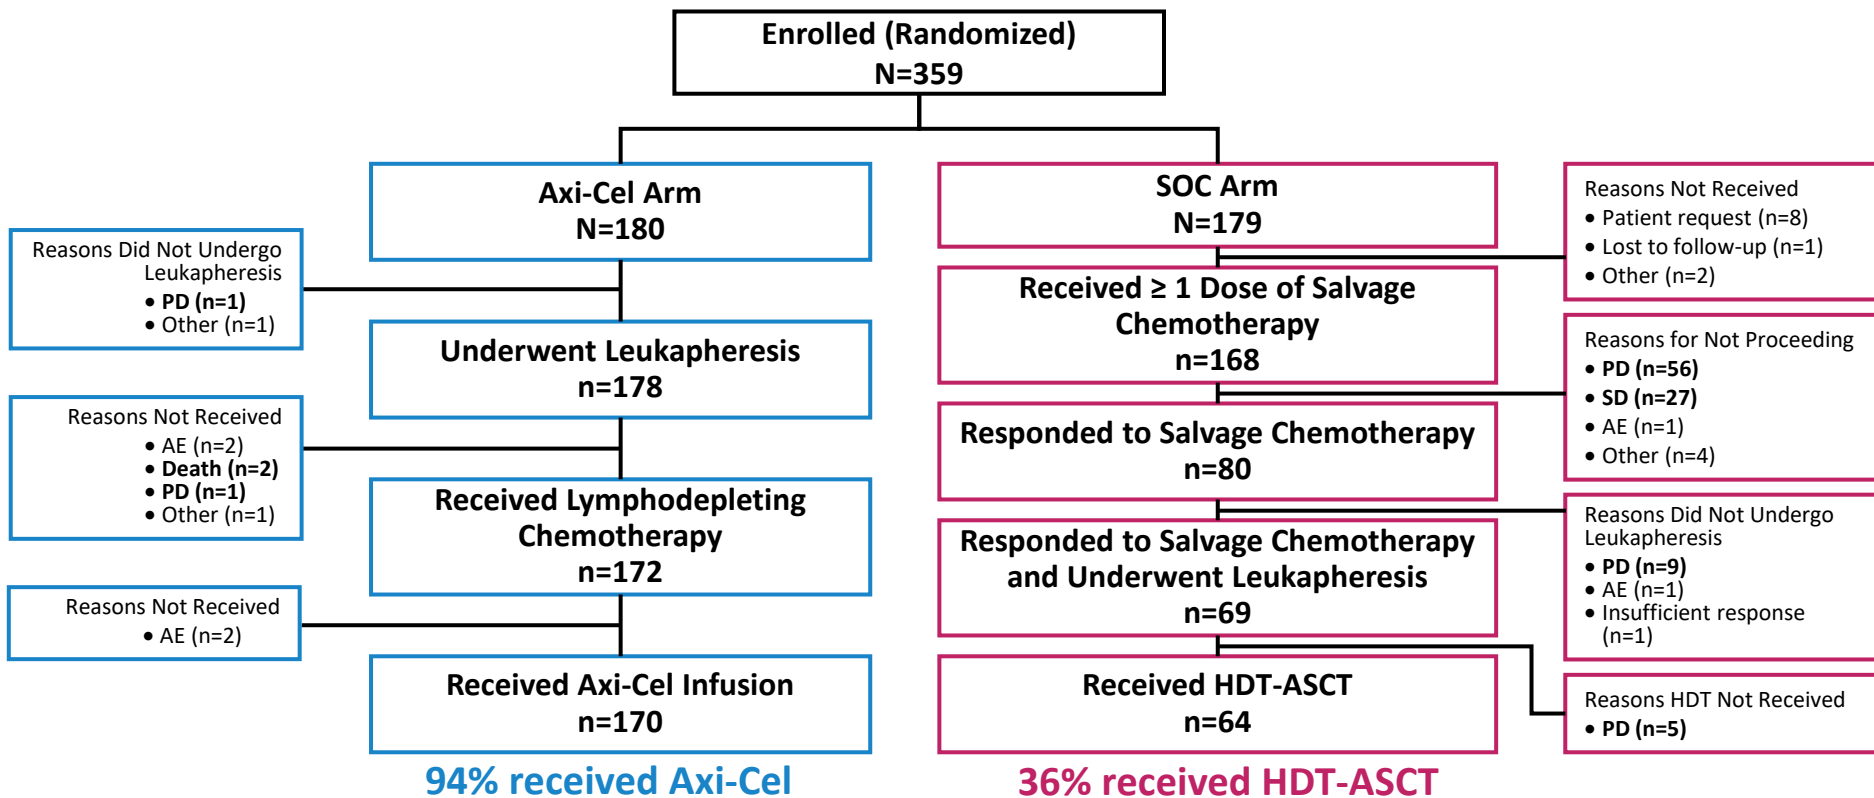 Enrolled (Randomized)
N=359
Axi-Cel Arm
N=180
Reasons Did Not Undergo
Leukapheresis
• PD (n=1)
• Other (n=1)
Underwent Leukapheresis
n=178
Reasons Not Received
• AE (n=2)
• Death (n=2)
• PD (n=1)
• Other (n=1)
Received Lymphodepleting
Chemotherapy
n=172
Reasons Not Received
• AE (n=2)
Received Axi-Cel Infusion
n=170
94% received Axi-Cel
SOC Arm
N=179
Reasons Not Received
• Patient request (n=8)
• Lost to follow-up (n=1)
• Other (n=2)
Received ≥ 1 Dose of Salvage
Chemotherapy
n=168
Reasons for Not Proceeding
• PD (n=56)
• SD (n=27)
• AE (n=1)
• Other (n=4)
Responded to Salvage Chemotherapy
n=80
Reasons Did Not Undergo
Leukapheresis
• PD (n=9)
• AE (n=1)
• Insufficient response
(n=1)
Responded to Salvage Chemotherapy
and Underwent Leukapheresis
n=69
Reasons HDT Not Received
• PD (n=5)
Received HDT-ASCT
n=64
36% received HDT-ASCT